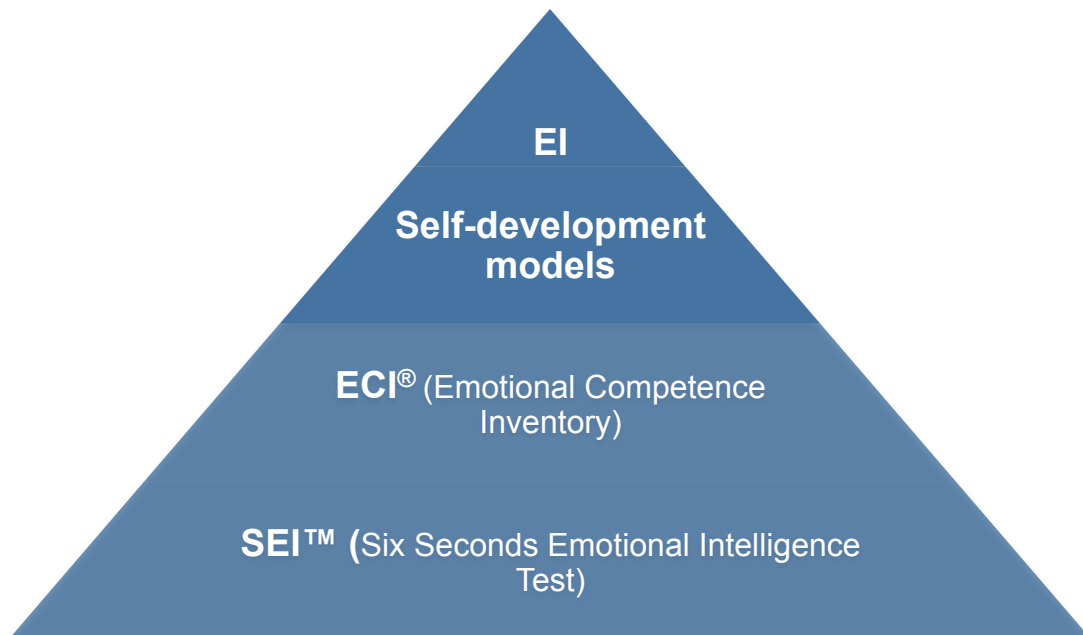 EI
Self-development
models
ECI® (Emotional Competence
Inventory)
SEI™ (Six Seconds Emotional Intelligence
Test)